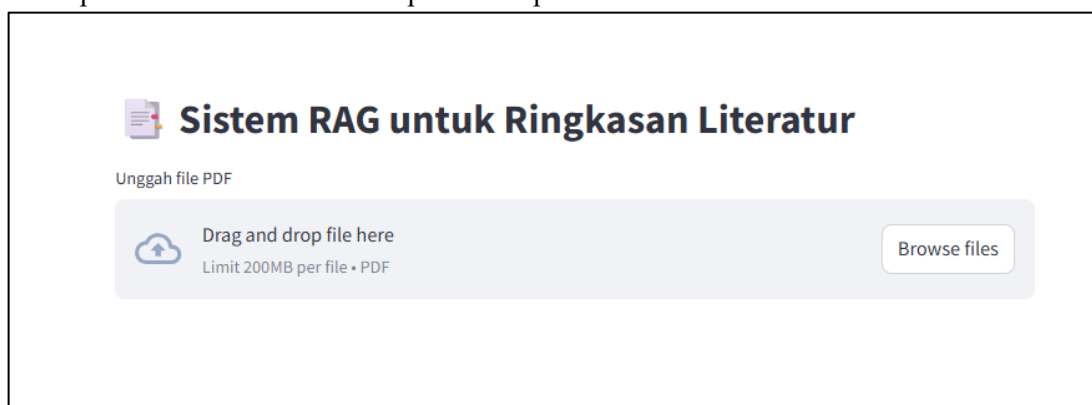 Sistem RAG untuk Ringkasan Literatur
Unggah file PDF
Drag and drop file here
Limit 200MB per file • PDF
Browse files